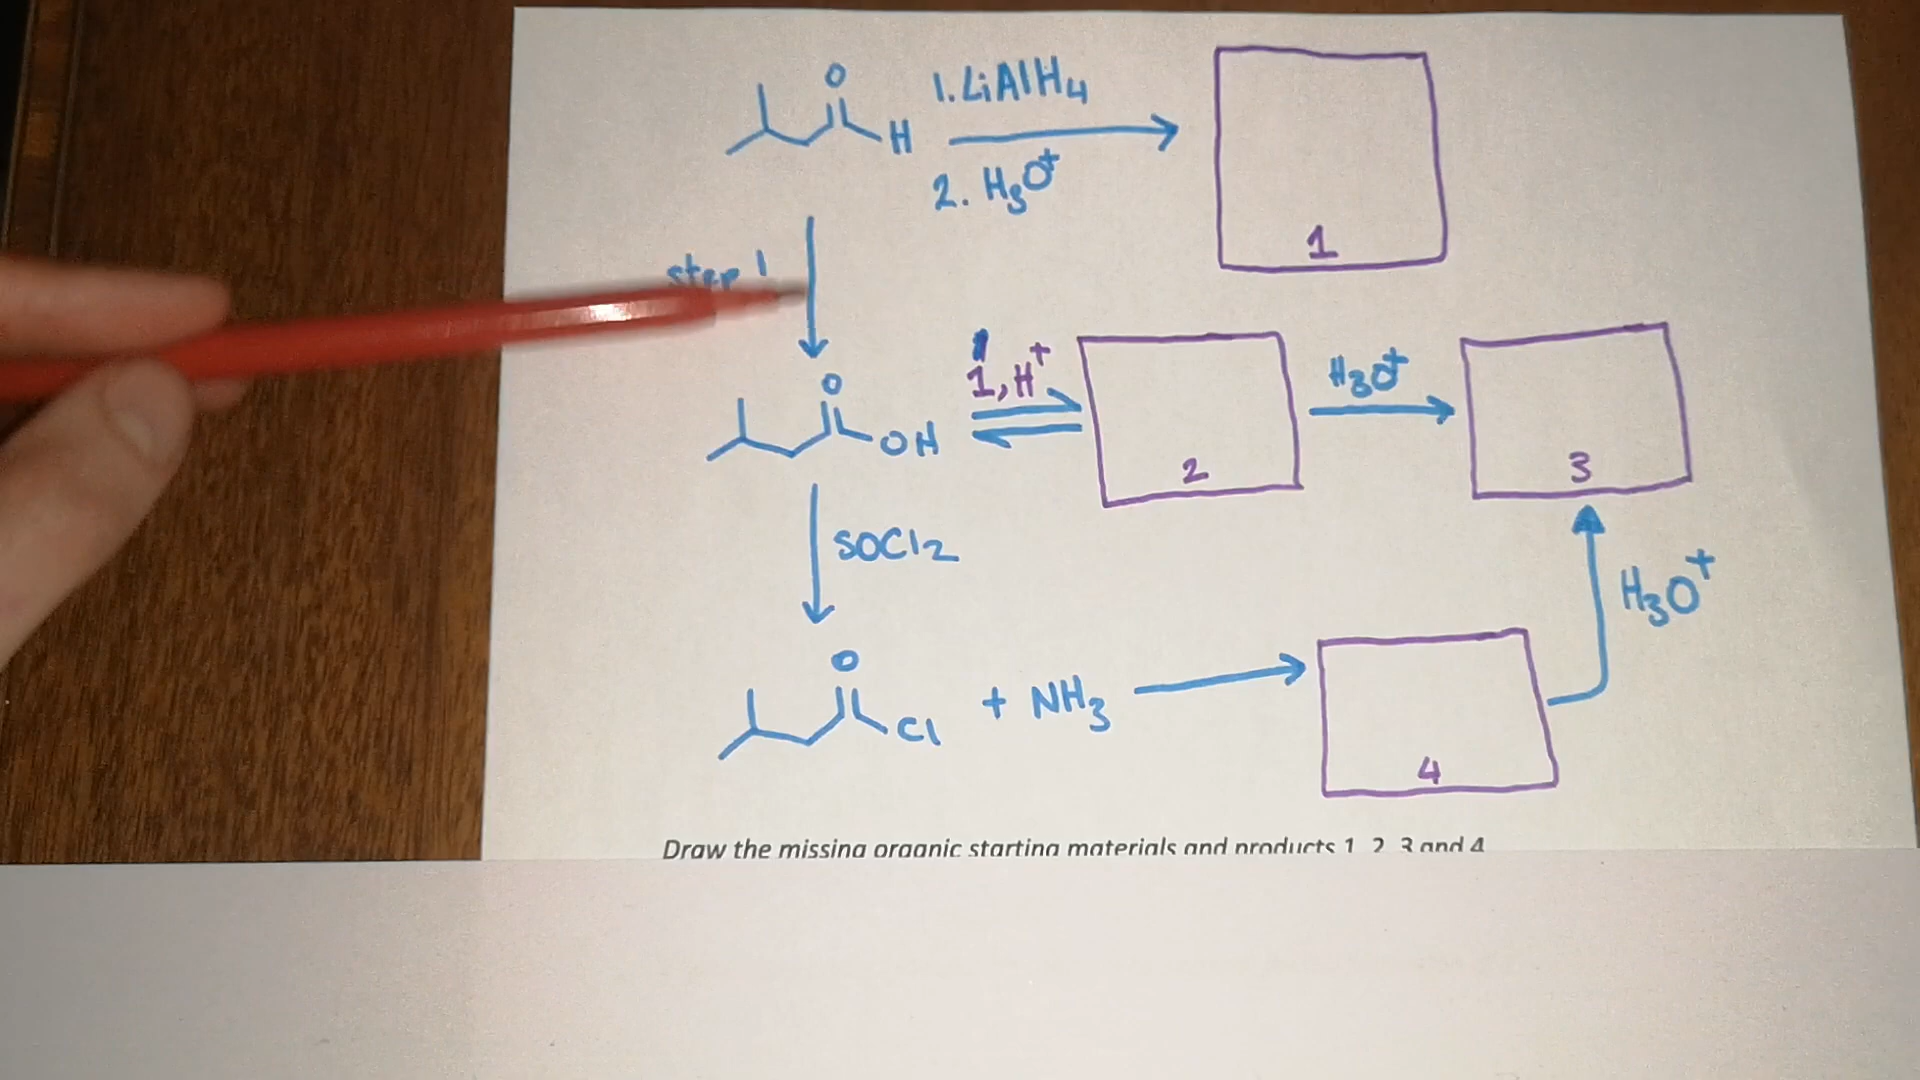 O
1. LiAlH4
H
2. H3O+
1
step 1
O
OH
1, H+
2
H3O+
3
SOCl2
H3O+
O
Cl
+ NH3
4
Draw the missing organic starting materials and products 1, 2, 3 and 4